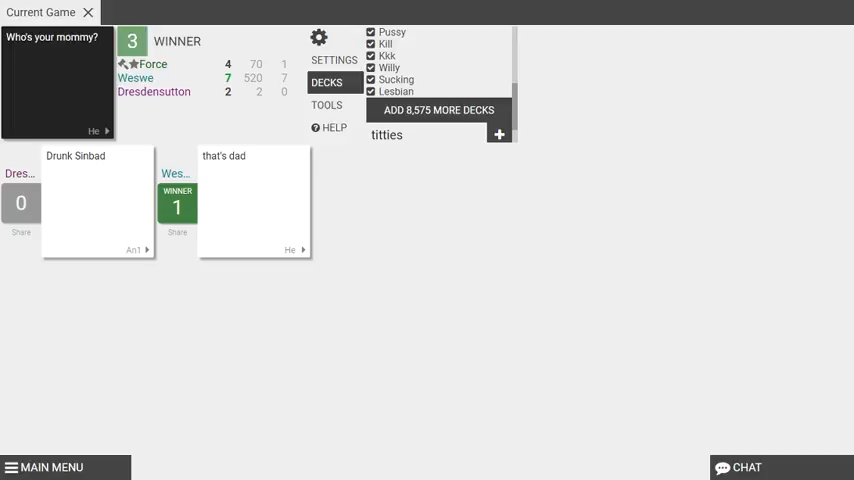 Current Game
Who's your mommy?
He
3 WINNER
Force 4 70 1
Weswe 7 520 7
Dresdensutton 2 2 0
SETTINGS
DECKS
TOOLS
HELP
Pussy
Kill
Kkk
Willy
Sucking
Lesbian
ADD 8,575 MORE DECKS
titties
Dres...
0
Share
Drunk Sinbad
An1
Wes...
WINNER
1
Share
that's dad
He
MAIN MENU
CHAT